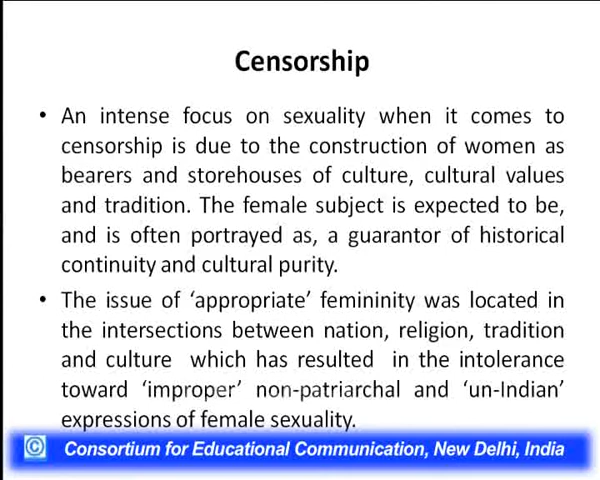 Censorship
• An intense focus on sexuality when it comes to
censorship is due to the construction of women as
bearers and storehouses of culture, cultural values
and tradition. The female subject is expected to be,
and is often portrayed as, a guarantor of historical
continuity and cultural purity.
• The issue of ‘appropriate’ femininity was located in
the intersections between nation, religion, tradition
and culture which has resulted in the intolerance
toward ‘improper’ non-patriarchal and ‘un-Indian’
expressions of female sexuality.
© Consortium for Educational Communication, New Delhi, India